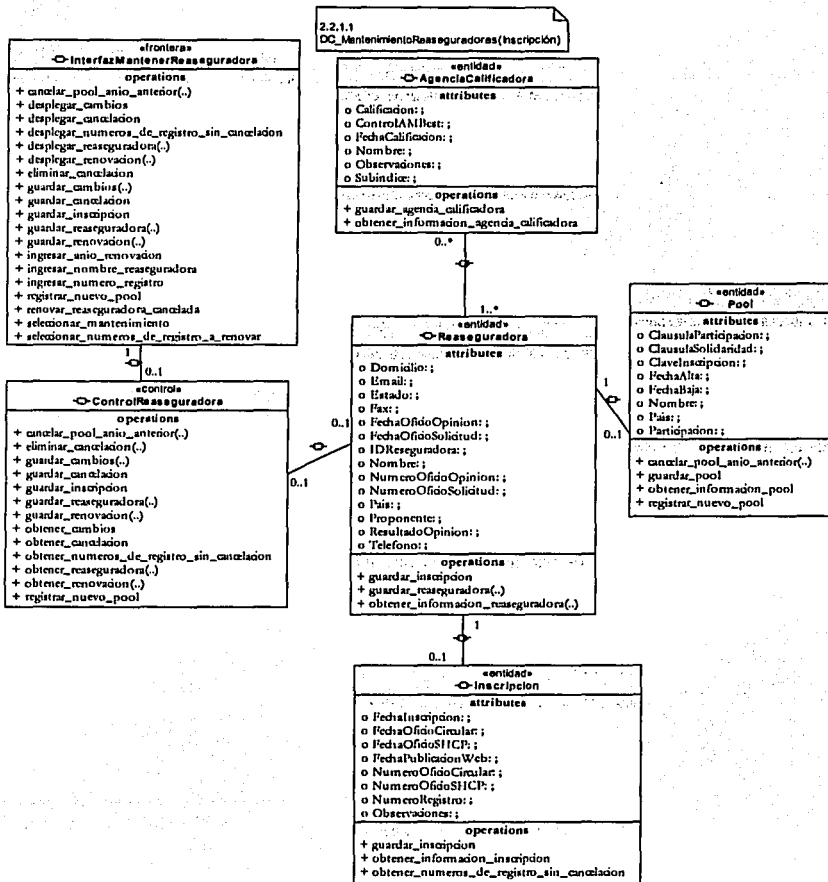 2.2.1.1
DC_MantenimientoReaseguradoras(Inscripción)
«frontera»
InterfazMantenerReaseguradora
operations
+ cancelar_pool_anio_anterior(..)
+ desplegar_cambios
+ desplegar_cancelacion
+ desplegar_numeros_de_registro_sin_cancelacion
+ desplegar_reaseguradora(..)
+ desplegar_renovacion(..)
+ eliminar_cancelacion
+ guardar_cambios(..)
+ guardar_cancelacion
+ guardar_inscripcion
+ guardar_reaseguradora(..)
+ guardar_renovacion(..)
+ ingresar_anio_renovacion
+ ingresar_nombre_reaseguradora
+ ingresar_numero_registro
+ registrar_nuevo_pool
+ renovar_reaseguradora_cancelada
+ seleccionar_mantenimiento
+ seleccionar_numeros_de_registro_a_renovar
1
0..1
«control»
ControlReaseguradora
operations
+ cancelar_pool_anio_anterior(..)
+ eliminar_cancelacion(..)
+ guardar_cambios(..)
+ guardar_cancelacion
+ guardar_inscripcion
+ guardar_reaseguradora(..)
+ guardar_renovacion(..)
+ obtener_cambios
+ obtener_cancelacion
+ obtener_numeros_de_registro_sin_cancelacion
+ obtener_reaseguradora(..)
+ obtener_renovacion(..)
+ registrar_nuevo_pool
0..1
0..1
«entidad»
AgenciaCalificadora
attributes
o Calificacion: ;
o ControlAMBest: ;
o FechaCalificacion: ;
o Nombre: ;
o Observaciones: ;
o Subindice: ;
operations
+ guardar_agencia_calificadora
+ obtener_informacion_agencia_calificadora
0..*
1..*
«entidad»
Reaseguradora
attributes
o Domicilio: ;
o Email: ;
o Estado: ;
o Fax: ;
o FechaOficioOpinion: ;
o FechaOficioSolicitud: ;
o IDReseguradora: ;
o Nombre: ;
o NumeroOficioOpinion: ;
o NumeroOficioSolicitud: ;
o Pais: ;
o Proponente: ;
o ResultadoOpinion: ;
o Telefono: ;
operations
+ guardar_inscripcion
+ guardar_reaseguradora(..)
+ obtener_informacion_reaseguradora(..)
1
0..1
«entidad»
Pool
attributes
o ClausulaParticipacion: ;
o ClausulaSolidaridad: ;
o ClaveInscripcion: ;
o FechaAlta: ;
o FechaBaja: ;
o Nombre: ;
o Pais: ;
o Participacion: ;
operations
+ cancelar_pool_anio_anterior(..)
+ guardar_pool
+ obtener_informacion_pool
+ registrar_nuevo_pool
1
0..1
«entidad»
Inscripcion
attributes
o FechaInscripcion: ;
o FechaOficioCircular: ;
o FechaOficioSHCP: ;
o FechaPublicacionWeb: ;
o NumeroOficioCircular: ;
o NumeroOficioSHCP: ;
o NumeroRegistro: ;
o Observaciones: ;
operations
+ guardar_inscripcion
+ obtener_informacion_inscripcion
+ obtener_numeros_de_registro_sin_cancelacion